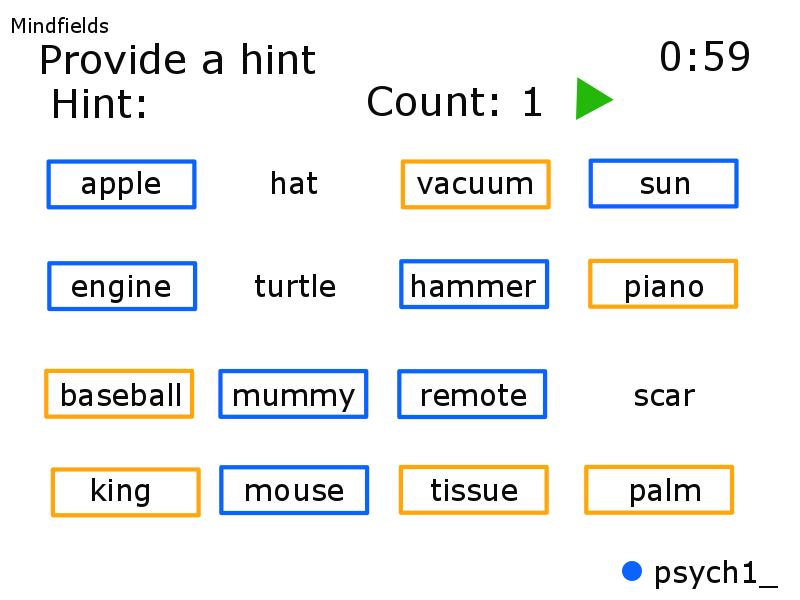 Mindfields
Provide a hint 0:59
Hint: Count: 1
apple hat vacuum sun
engine turtle hammer piano
baseball mummy remote scar
king mouse tissue palm
psych1_